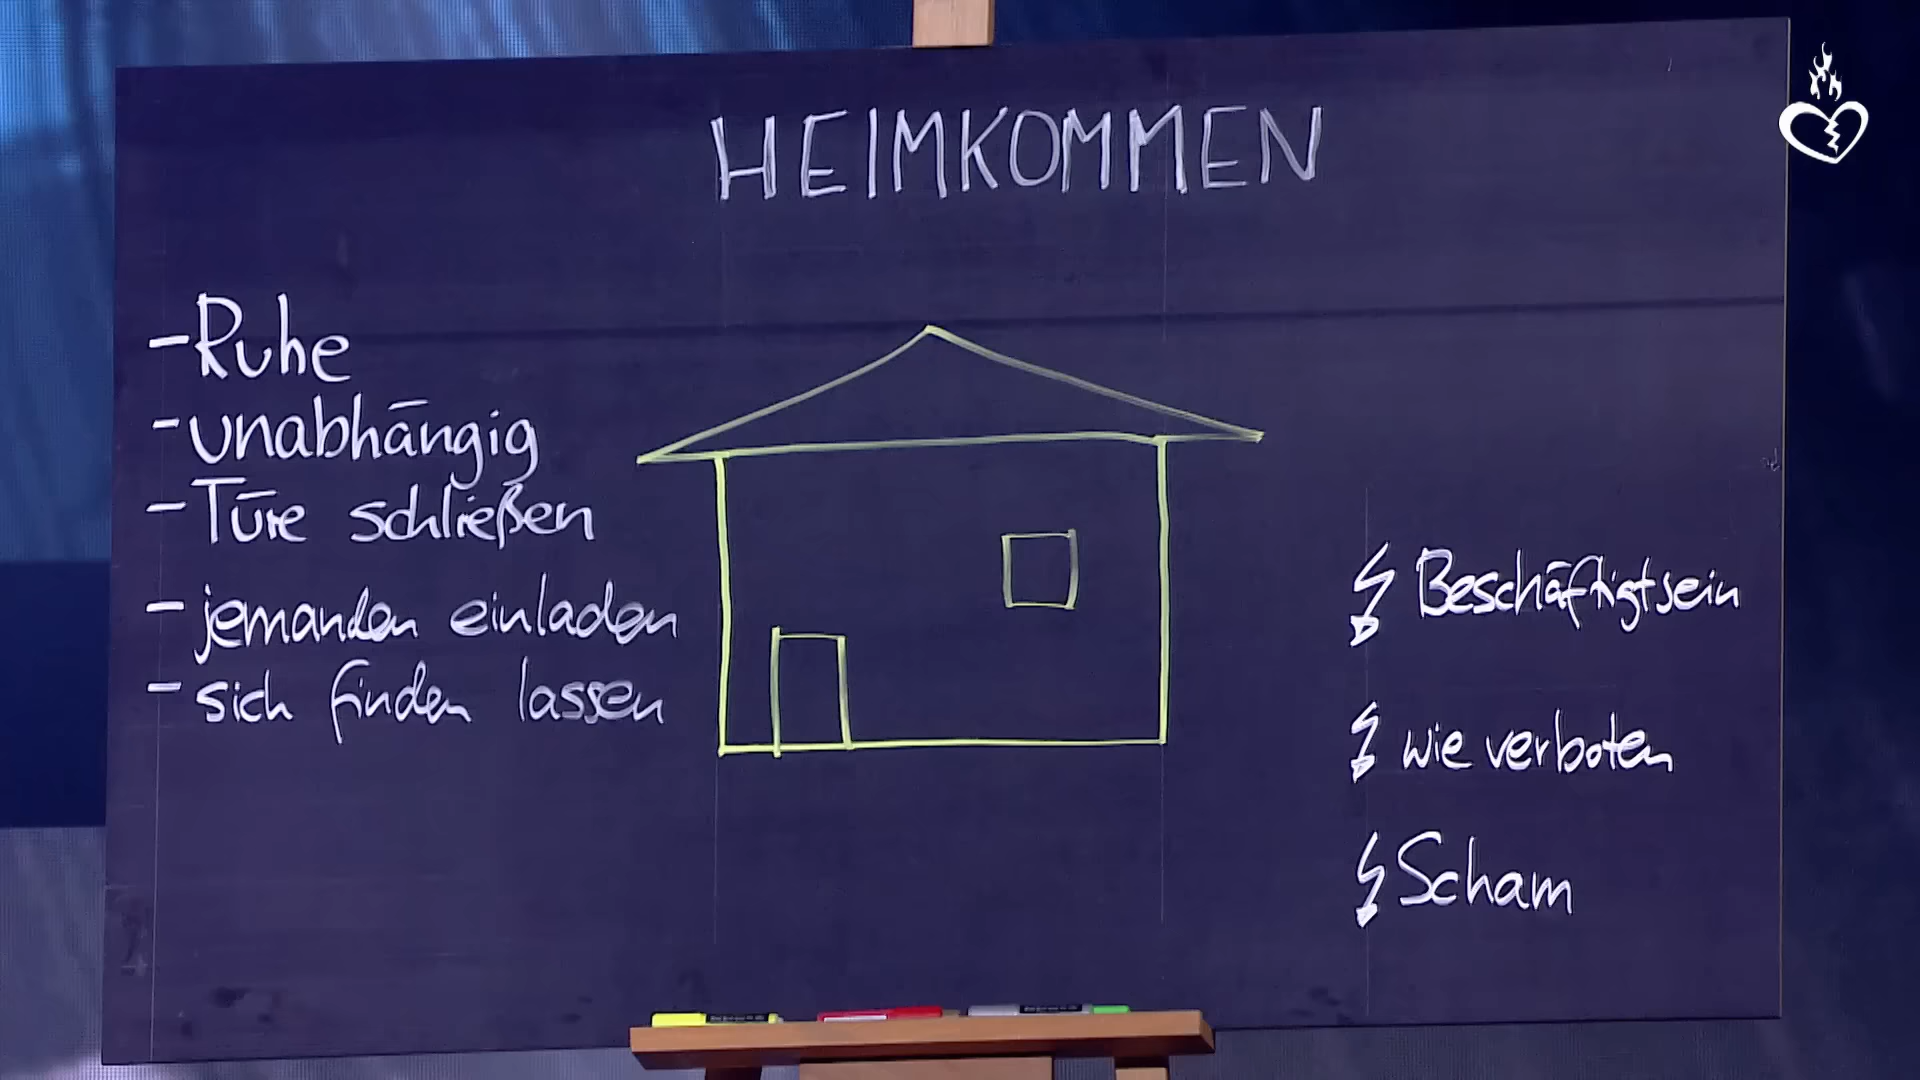 HEIMKOMMEN
- Ruhe
- unabhängig
- Türe schließen
- jemanden einladen
- sich finden lassen
Beschäftigtsein
wie verboten
Scham